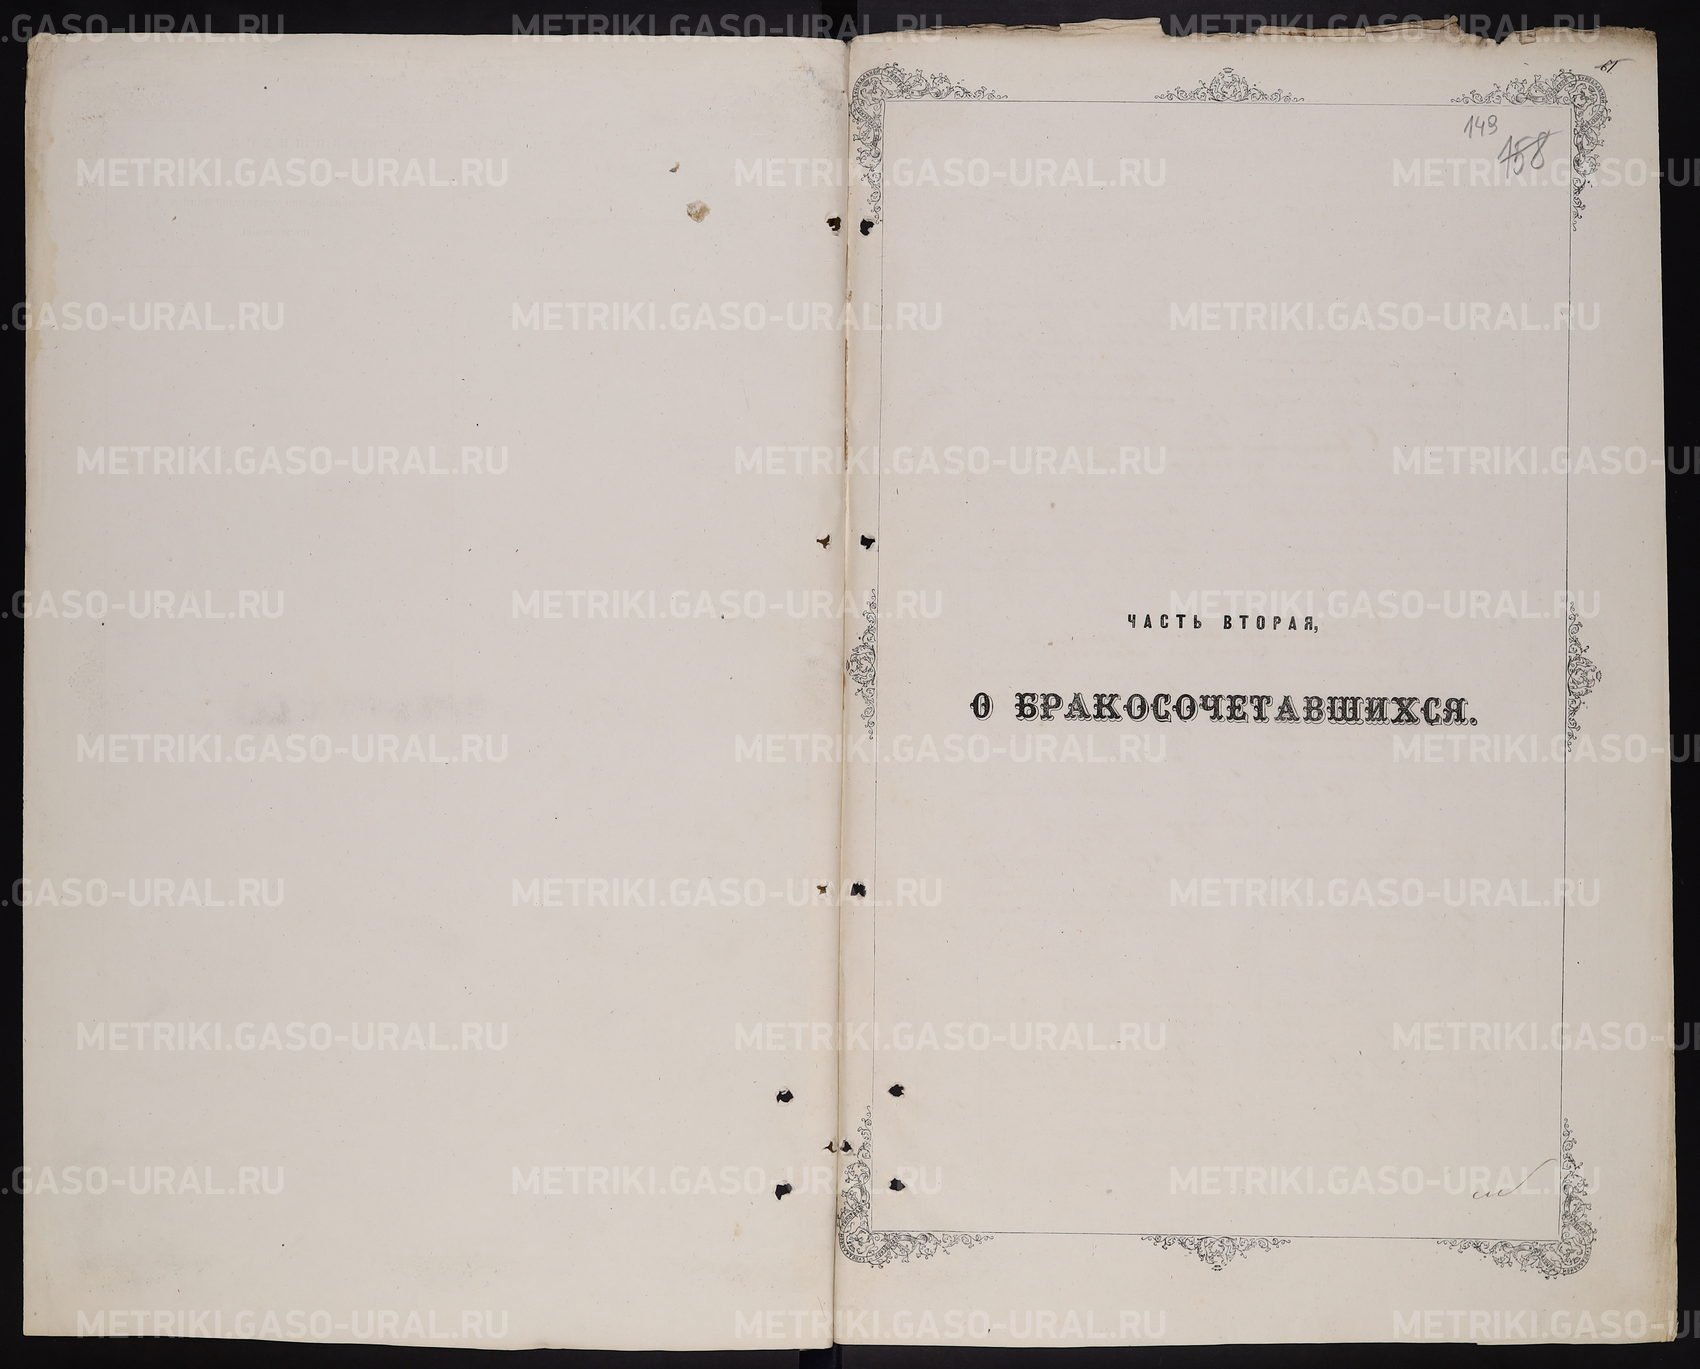 149
158
ЧАСТЬ ВТОРАЯ,
О БРАКОСОЧЕТАВШИХСЯ.
METRIKI.GASO-URAL.RU